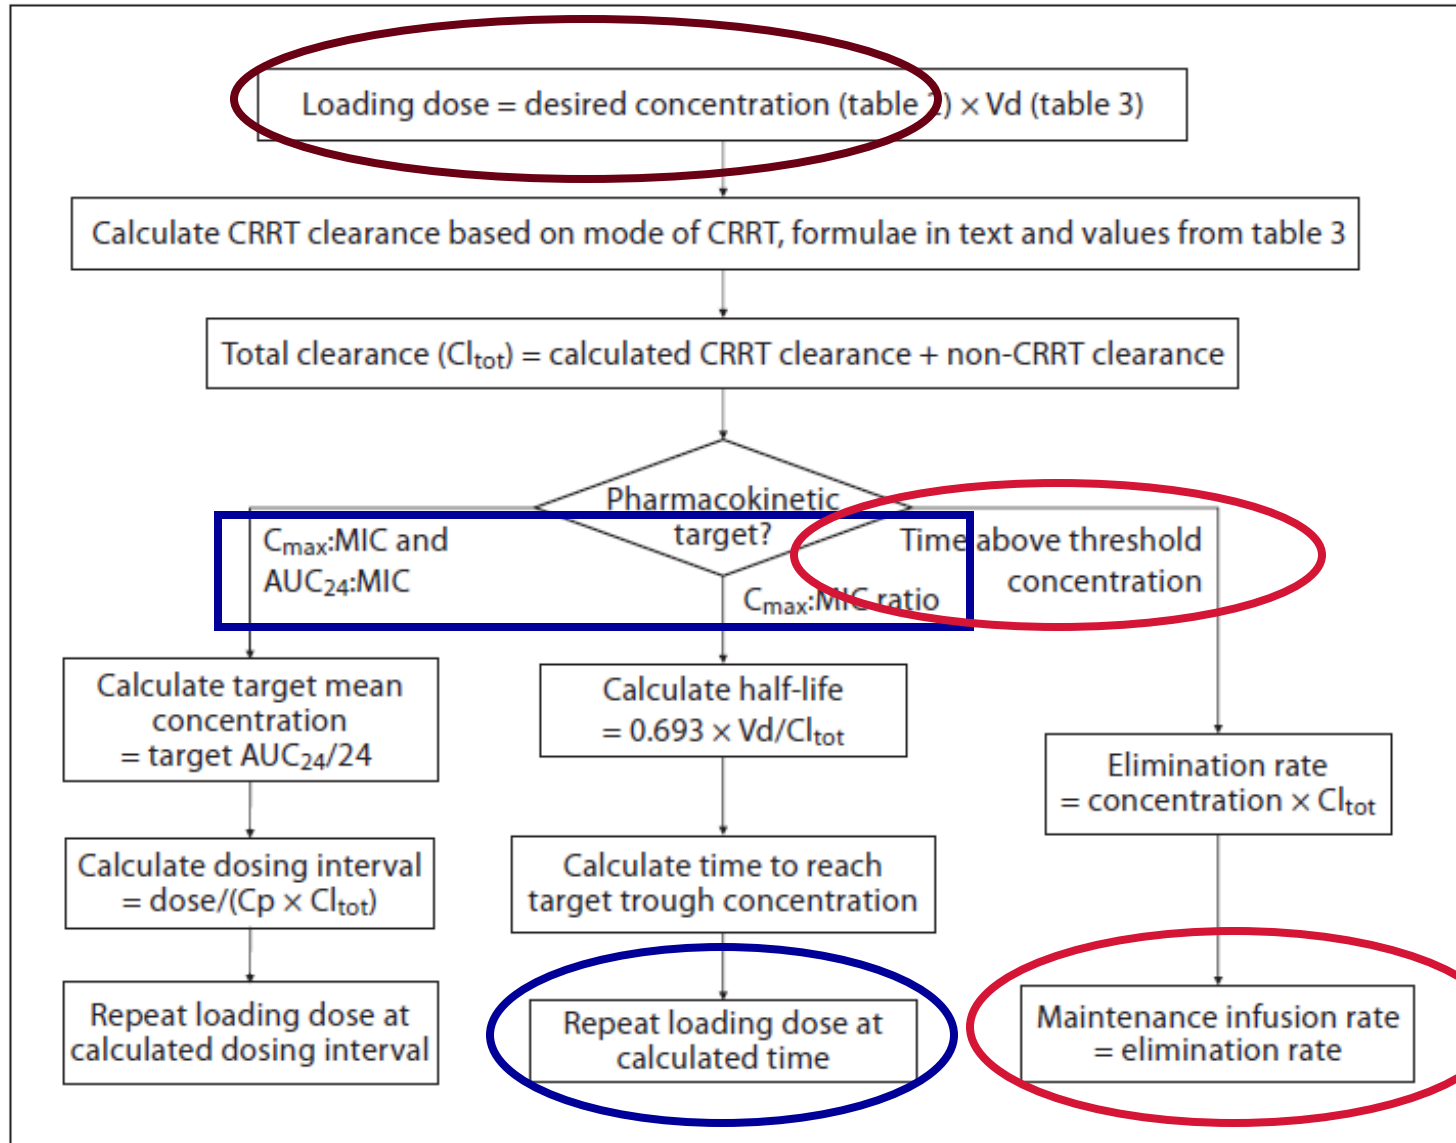 Loading dose = desired concentration (table 2) × Vd (table 3)
Calculate CRRT clearance based on mode of CRRT, formulae in text and values from table 3
Total clearance (Cltot) = calculated CRRT clearance + non-CRRT clearance
Pharmacokinetic
target?
Cmax:MIC and
AUC24:MIC
Cmax:MIC ratio
Time above threshold
concentration
Calculate target mean
concentration
= target AUC24/24
Calculate dosing interval
= dose/(Cp × Cltot)
Repeat loading dose at
calculated dosing interval
Calculate half-life
= 0.693 × Vd/Cltot
Calculate time to reach
target trough concentration
Repeat loading dose at
calculated time
Elimination rate
= concentration × Cltot
Maintenance infusion rate
= elimination rate